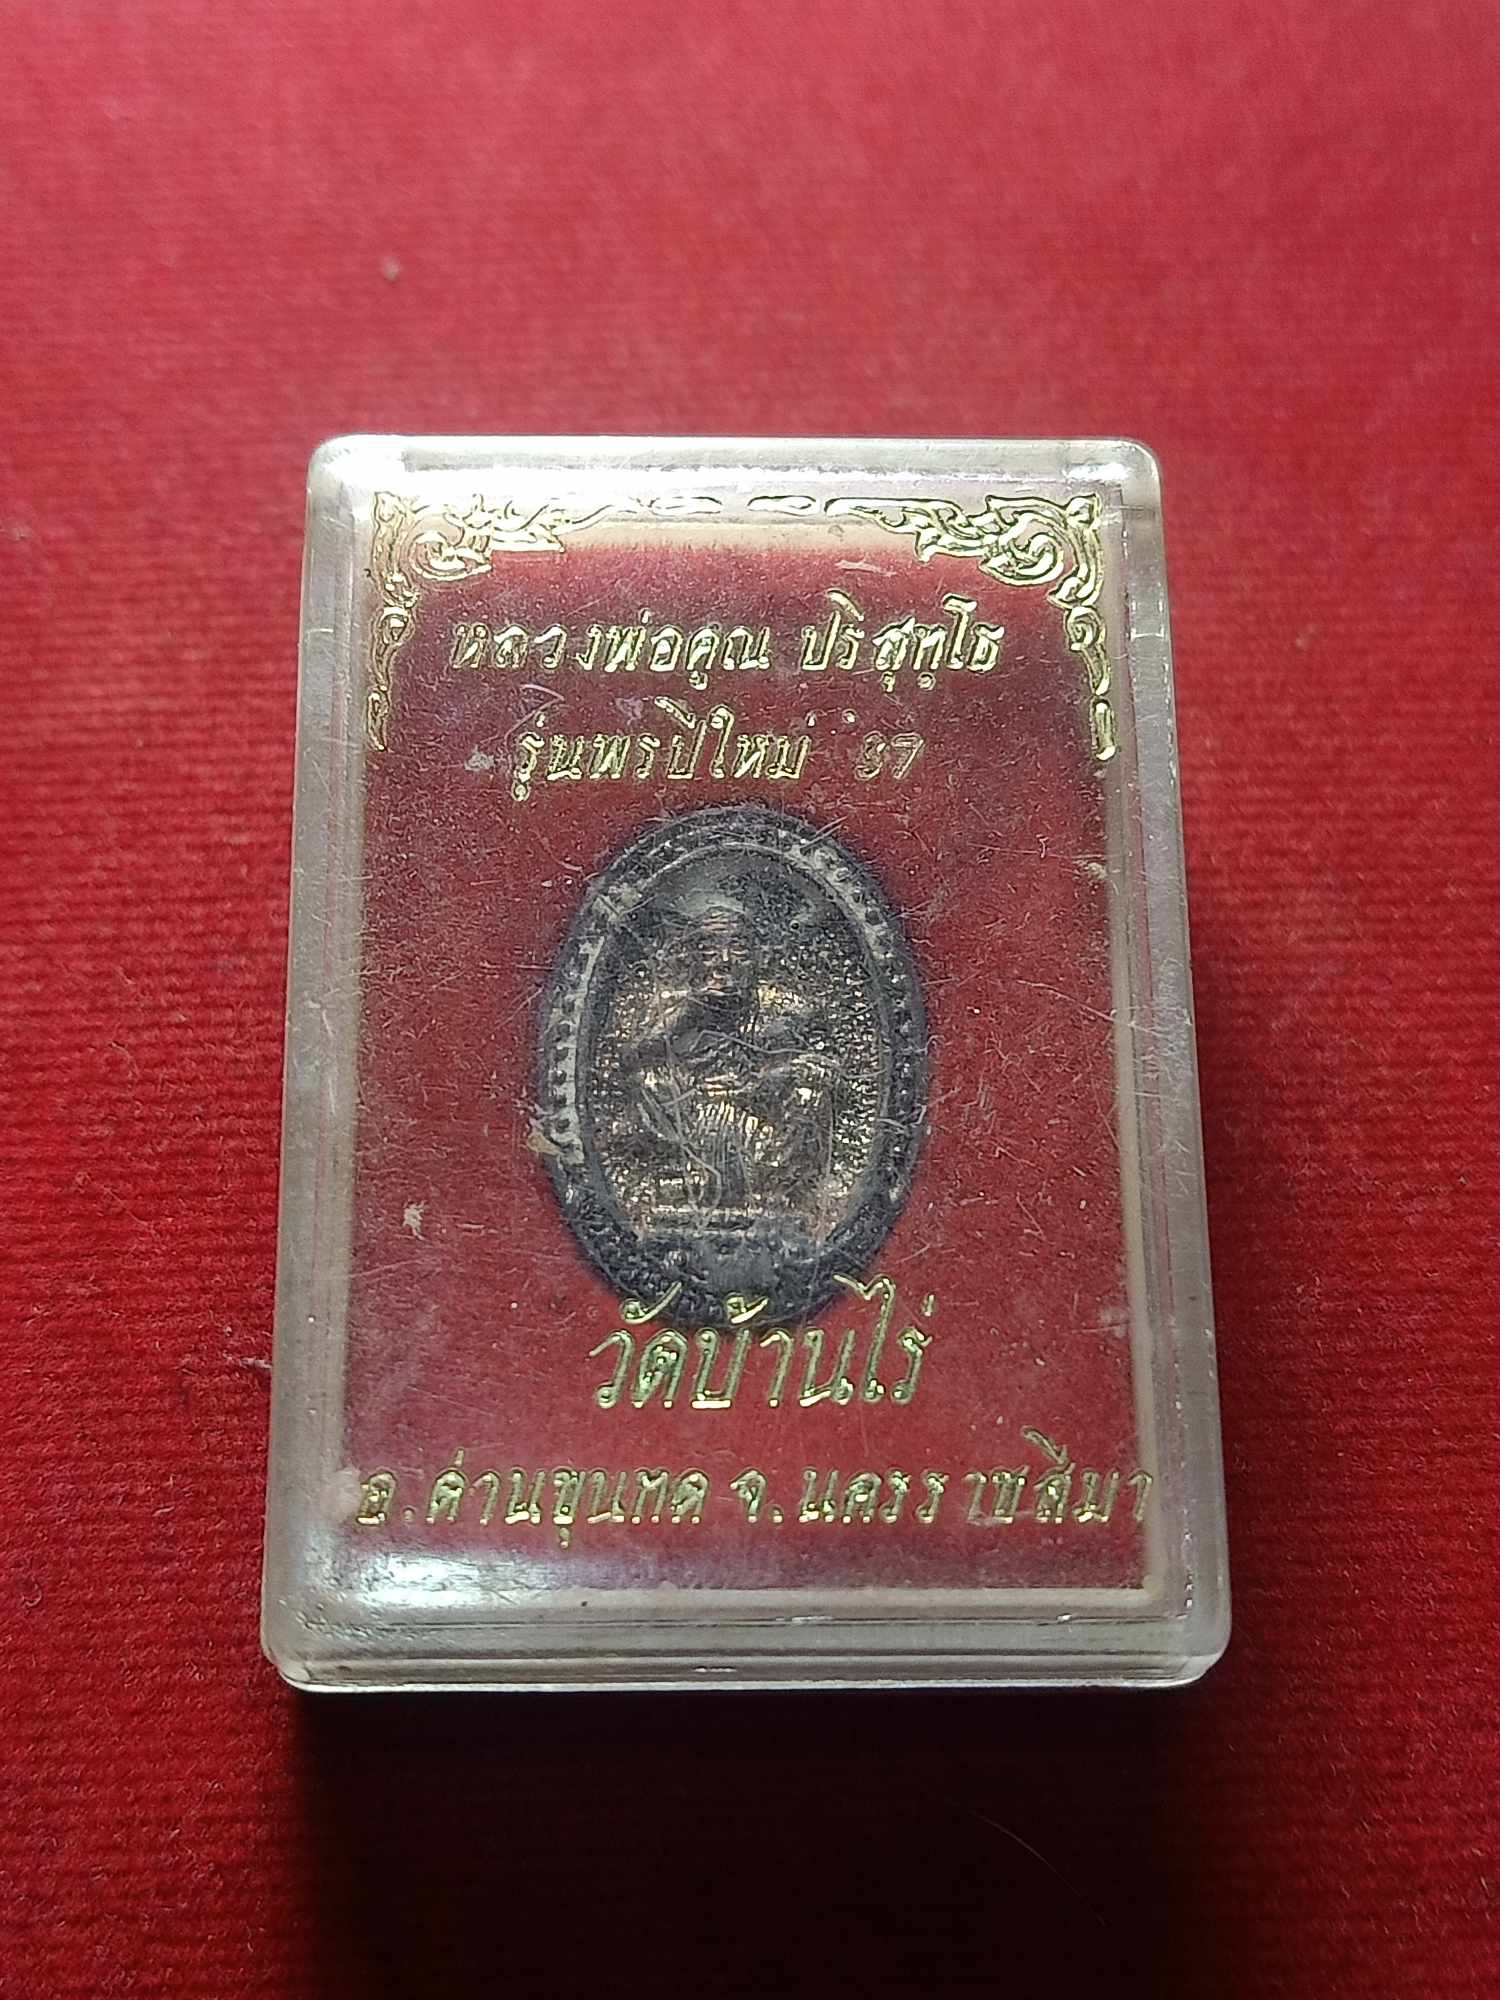 หลวงพ่อคูณ ปริสุทฺโธ
รุ่นพรปีใหม่ '37
วัดบ้านไร่
อ.ด่านขุนทด จ.นครราชสีมา